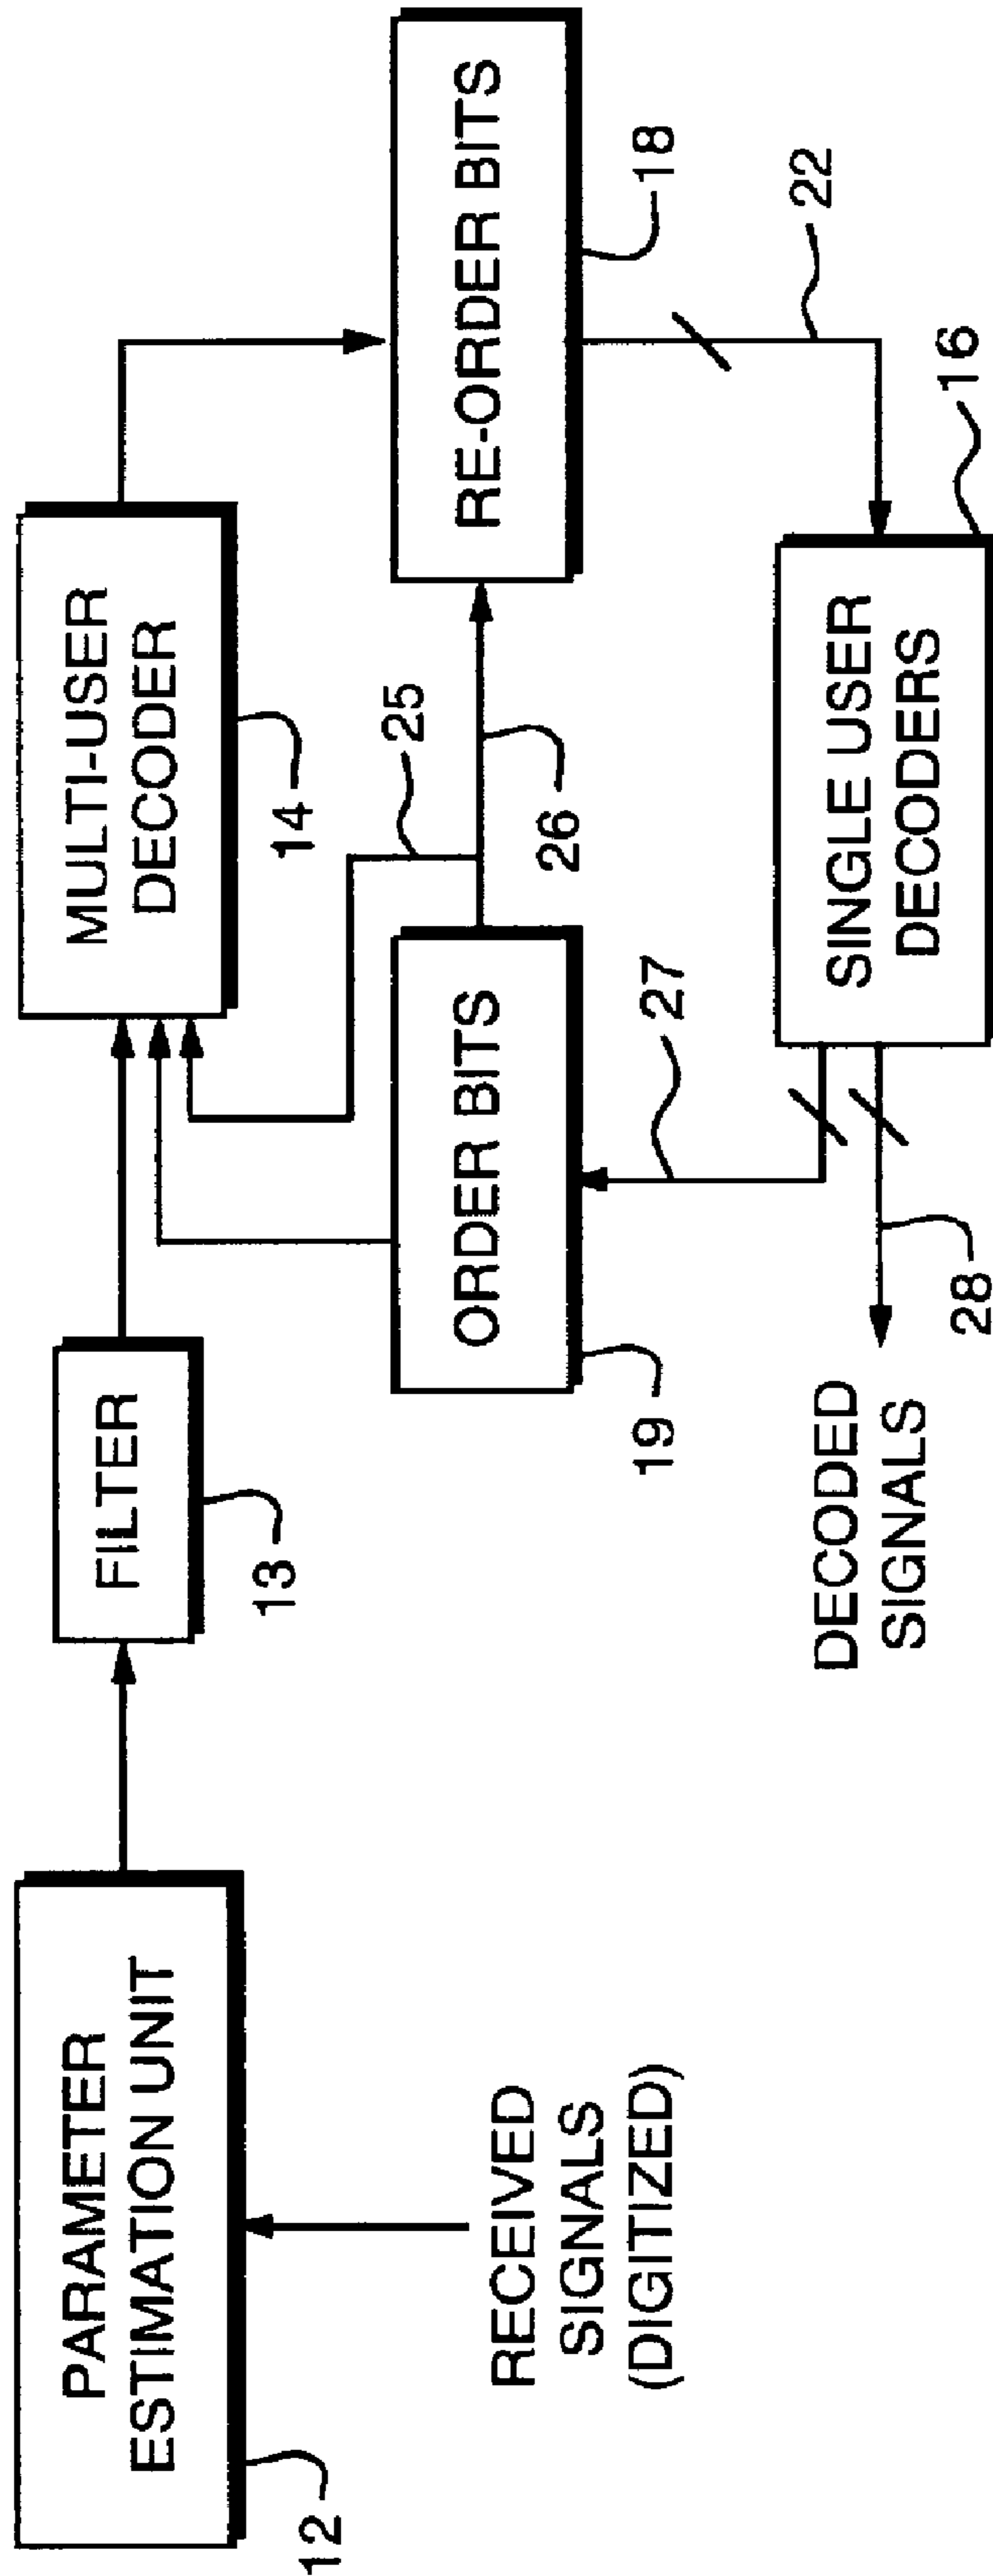 PARAMETER
ESTIMATION UNIT
12
RECEIVED
SIGNALS
(DIGITIZED)
FILTER
13
MULTI-USER
DECODER
14
25
26
ORDER BITS
19
27
RE-ORDER BITS
18
22
SINGLE USER
DECODERS
16
28
DECODED
SIGNALS